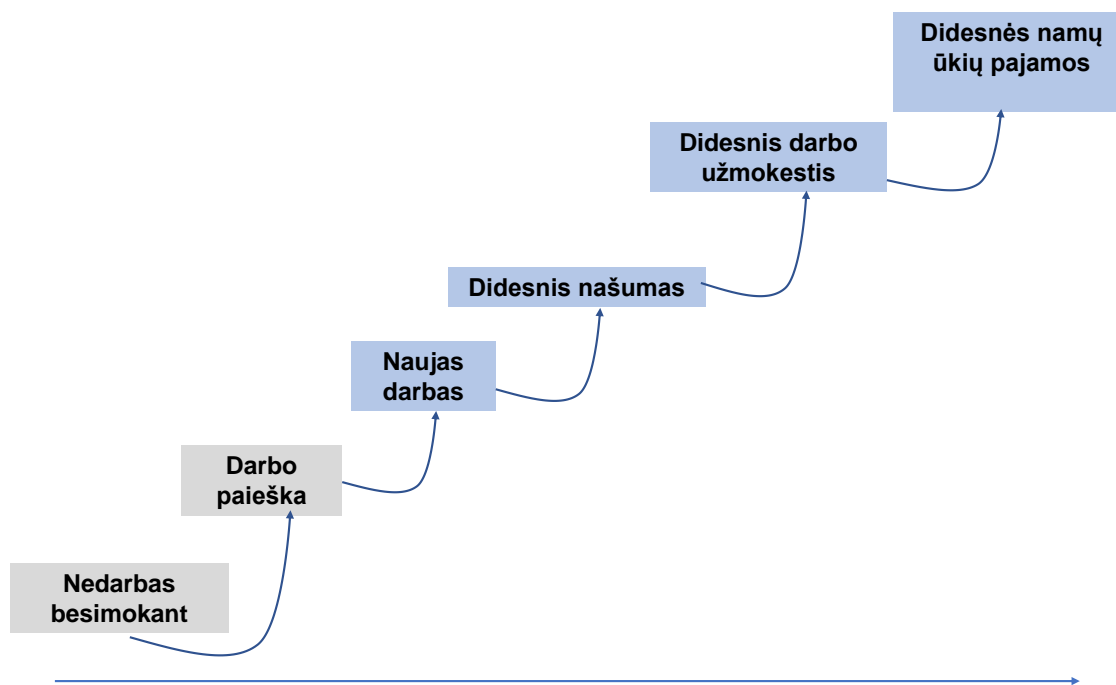 Didesnės namų
ūkių pajamos
Didesnis darbo
užmokestis
Didesnis našumas
Naujas
darbas
Darbo
paieška
Nedarbas
besimokant